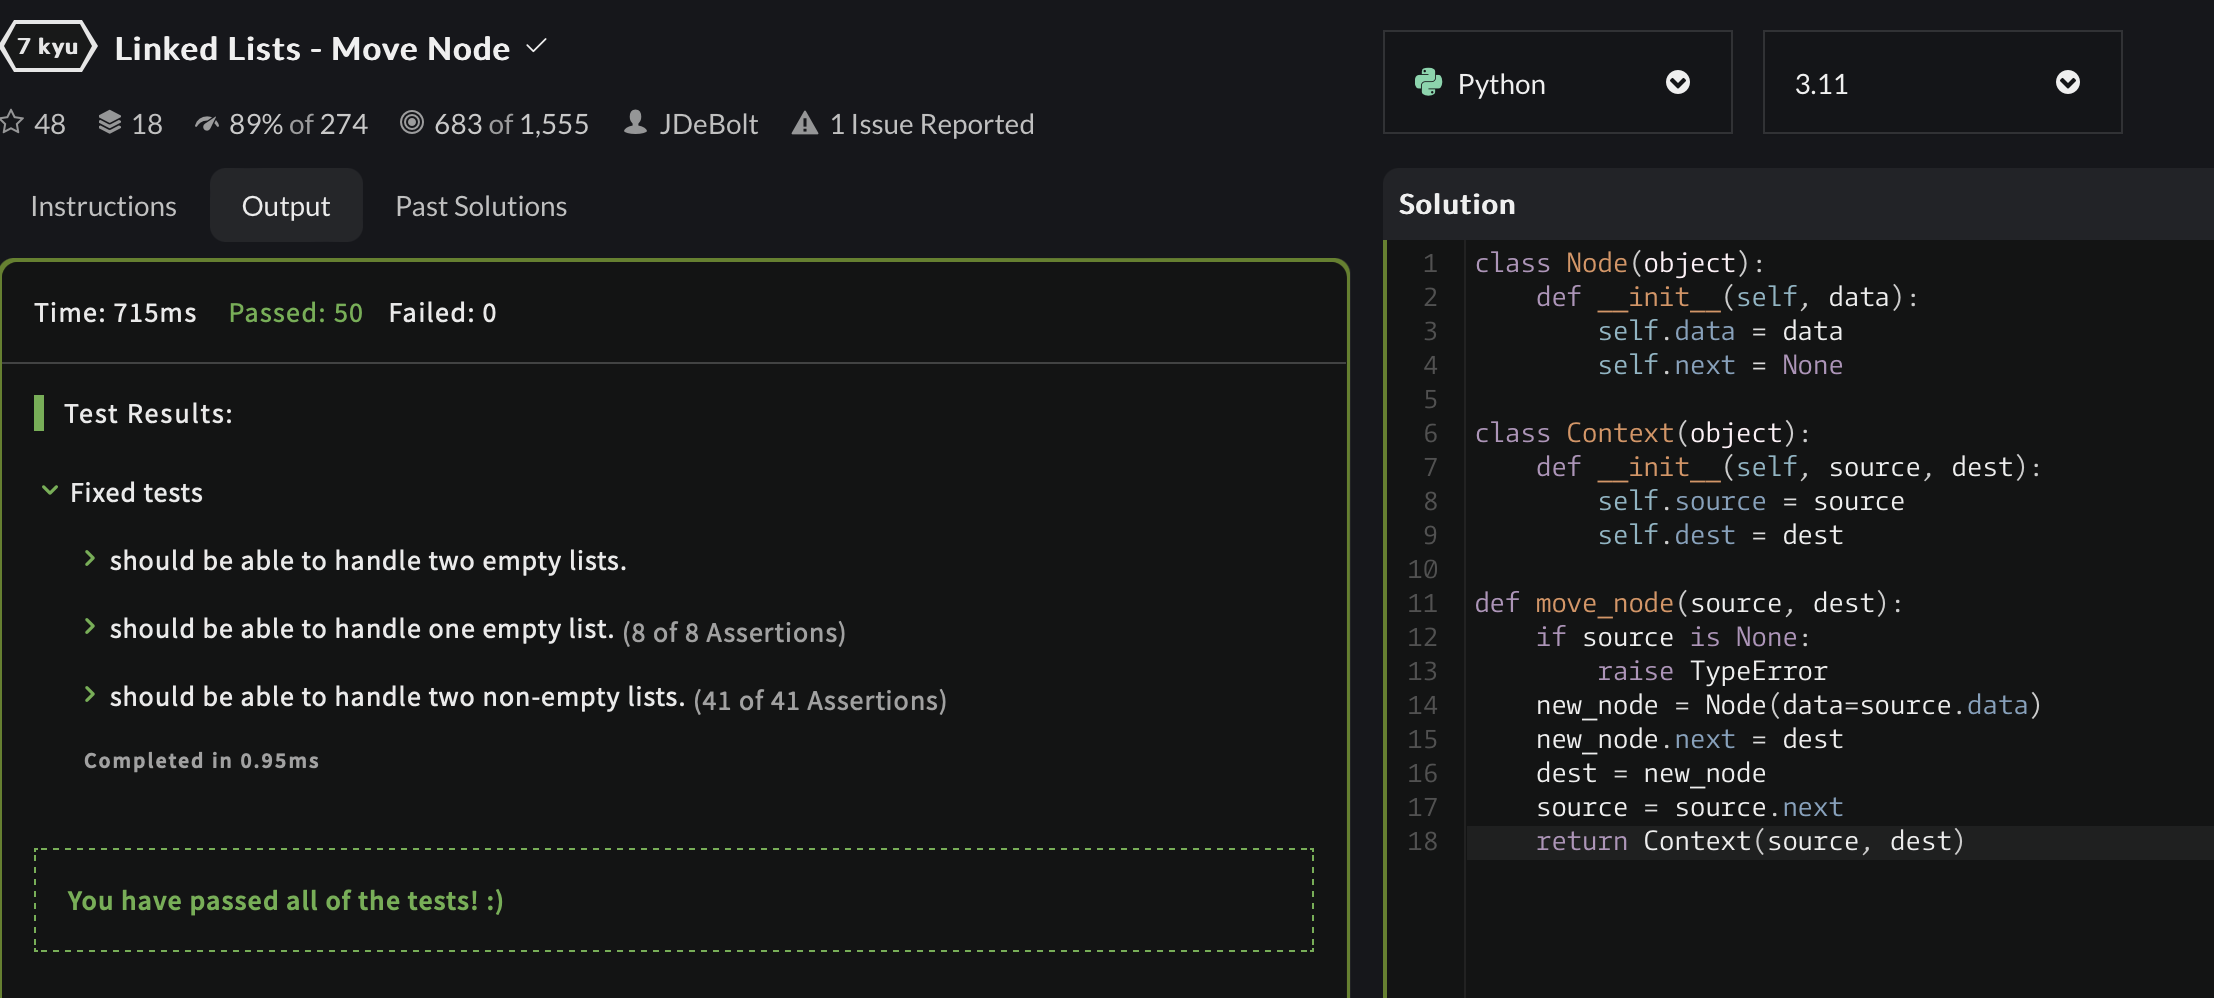 7 kyu Linked Lists - Move Node
48 18 89% of 274 683 of 1,555 JDeBolt 1 Issue Reported
Instructions Output Past Solutions
Time: 715ms Passed: 50 Failed: 0
Test Results:
Fixed tests
should be able to handle two empty lists.
should be able to handle one empty list. (8 of 8 Assertions)
should be able to handle two non-empty lists. (41 of 41 Assertions)
Completed in 0.95ms
You have passed all of the tests! :)
Python 3.11
Solution
1 class Node(object):
2     def __init__(self, data):
3         self.data = data
4         self.next = None
5
6 class Context(object):
7     def __init__(self, source, dest):
8         self.source = source
9         self.dest = dest
10
11 def move_node(source, dest):
12     if source is None:
13         raise TypeError
14     new_node = Node(data=source.data)
15     new_node.next = dest
16     dest = new_node
17     source = source.next
18     return Context(source, dest)